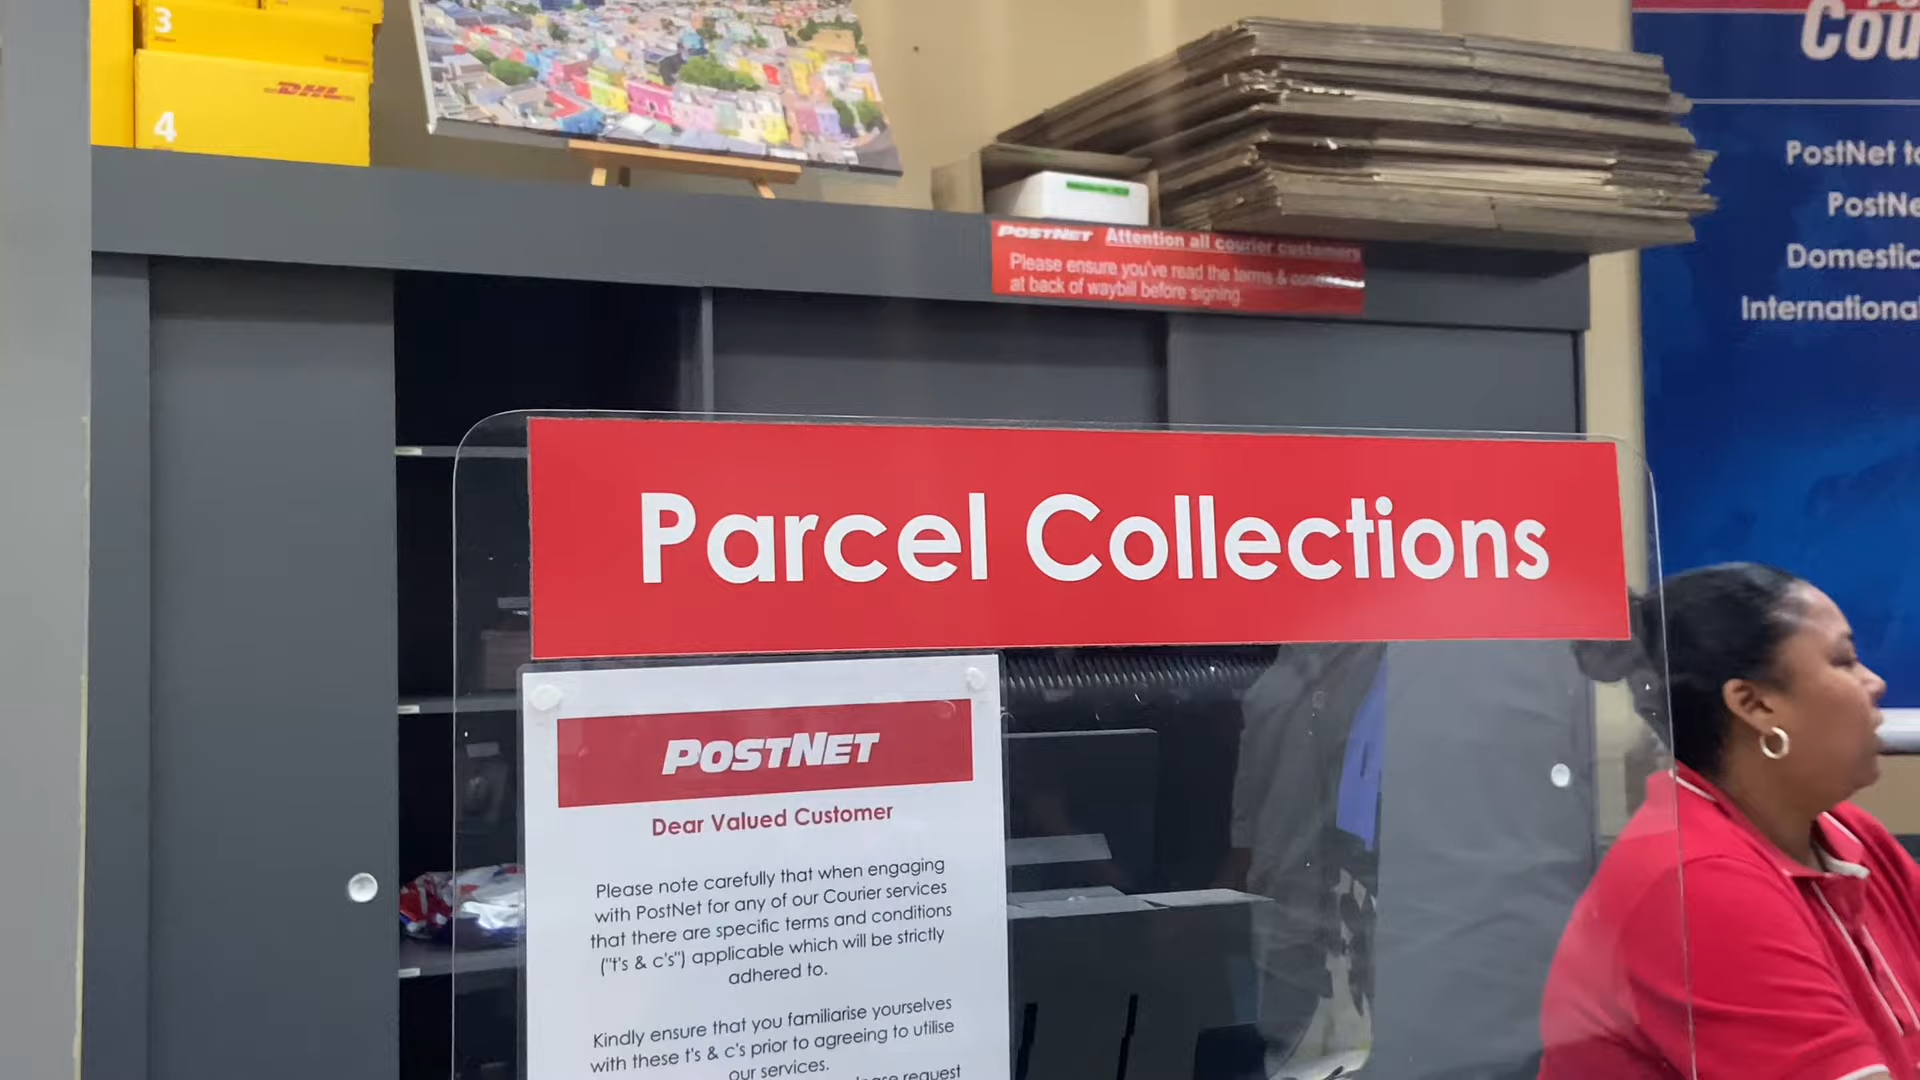 3
DHL
4
Cou
PostNet to
PostNe
Domestic
International
POSTNET Attention all courier customers
Please ensure you've read the terms &
at back of waybill before signing.
Parcel Collections
POSTNET
Dear Valued Customer
Please note carefully that when engaging
with PostNet for any of our Courier services
that there are specific terms and conditions
("t's & c's") applicable which will be strictly
adhered to.
Kindly ensure that you familiarise yourselves
with these t's & c's prior to agreeing to utilise
our services.
request